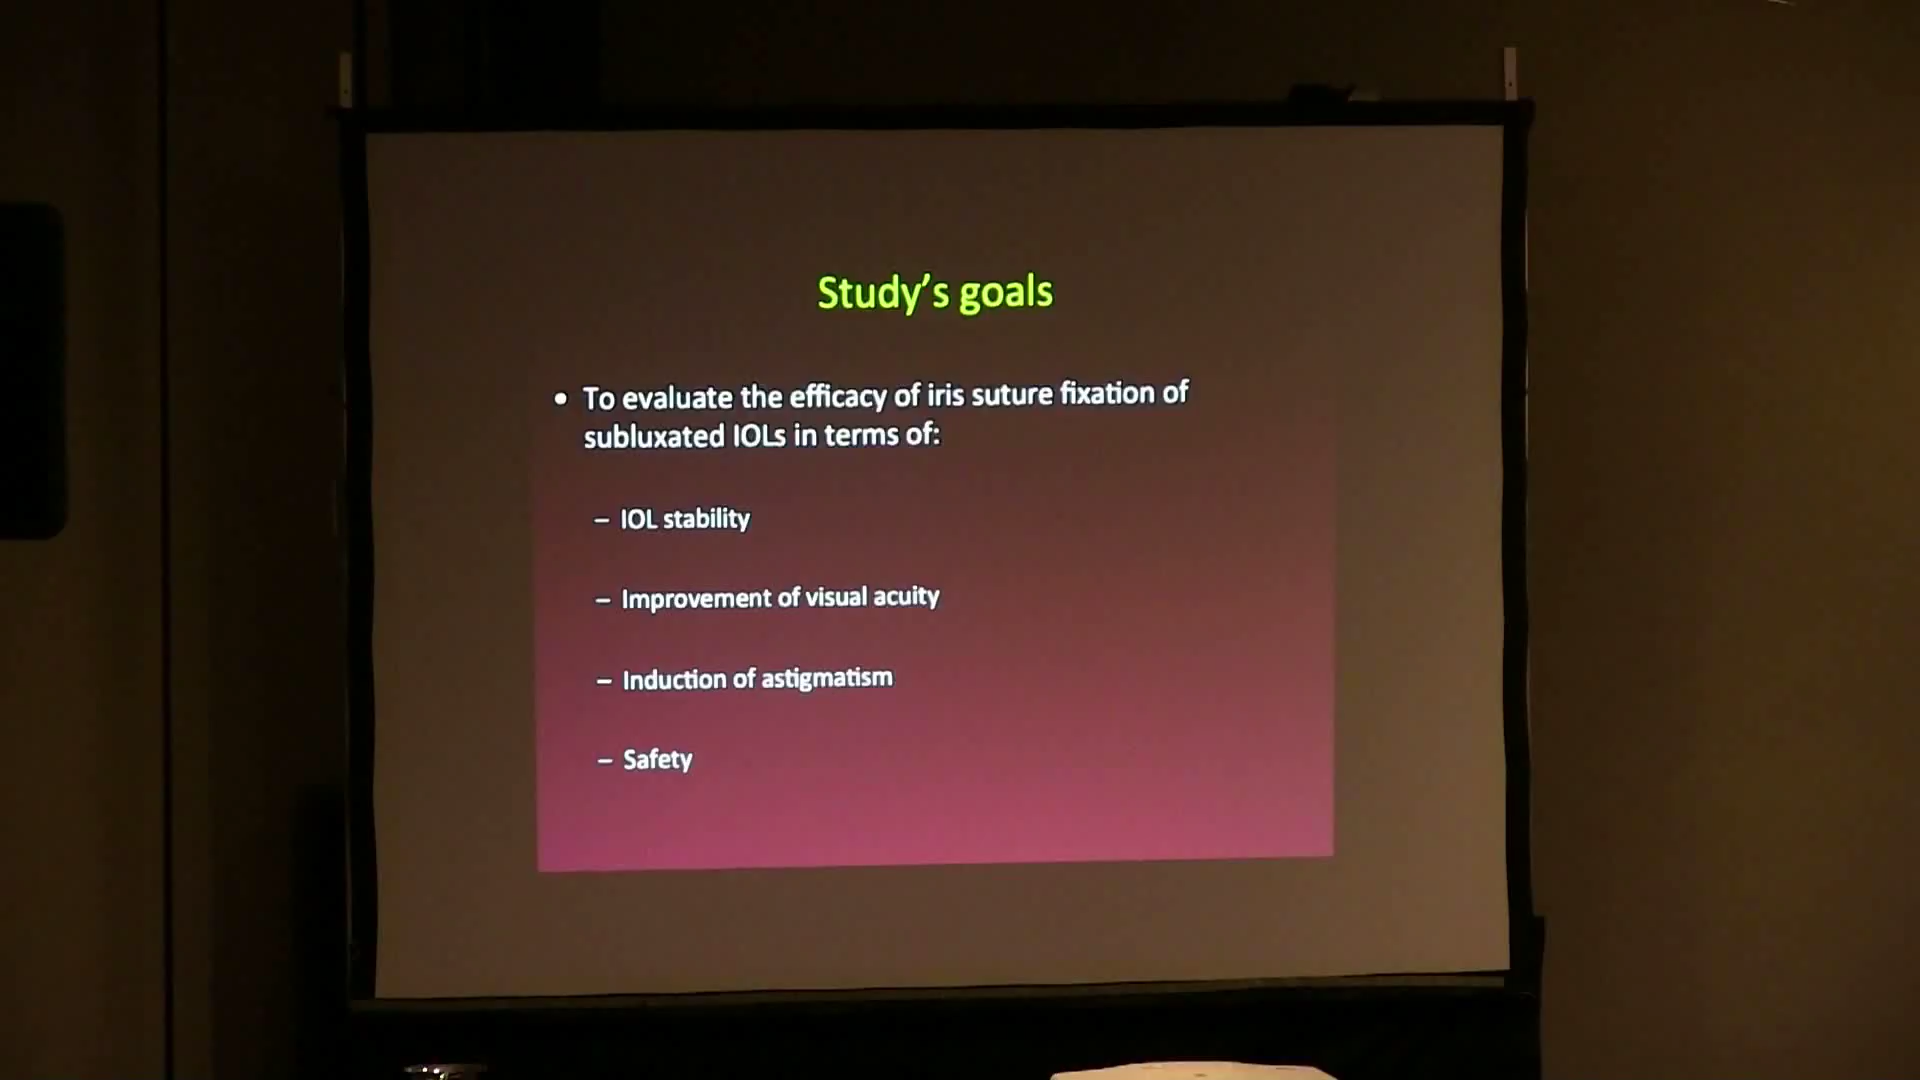 Study's goals
• To evaluate the efficacy of iris suture fixation of
subluxated IOLs in terms of:
– IOL stability
– Improvement of visual acuity
– Induction of astigmatism
– Safety